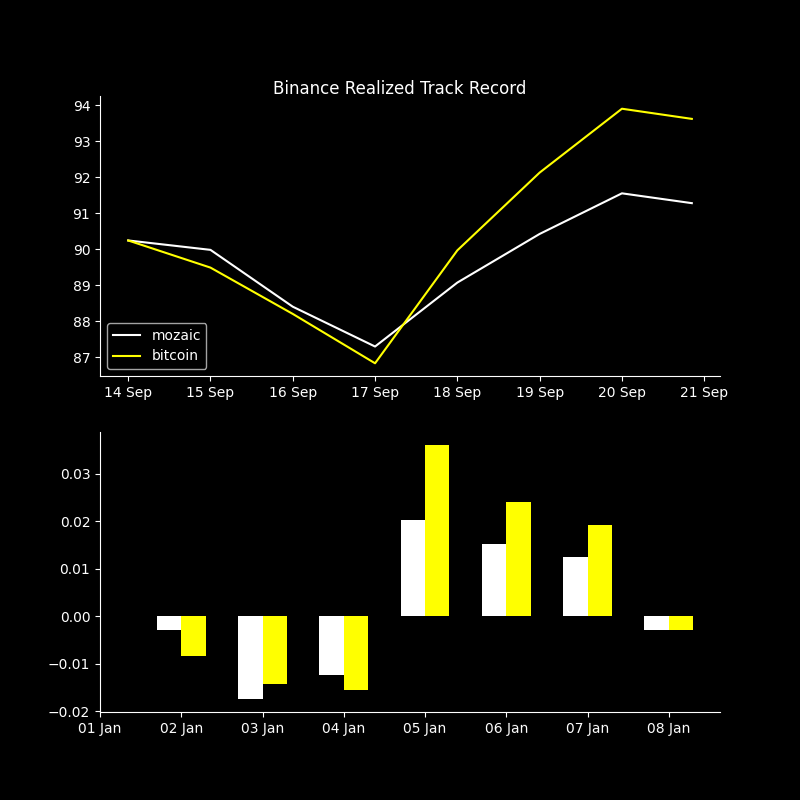 Binance Realized Track Record
94
93
92
91
90
89
88
87
mozaic
bitcoin
14 Sep 15 Sep 16 Sep 17 Sep 18 Sep 19 Sep 20 Sep 21 Sep
0.03
0.02
0.01
0.00
−0.01
−0.02
01 Jan 02 Jan 03 Jan 04 Jan 05 Jan 06 Jan 07 Jan 08 Jan